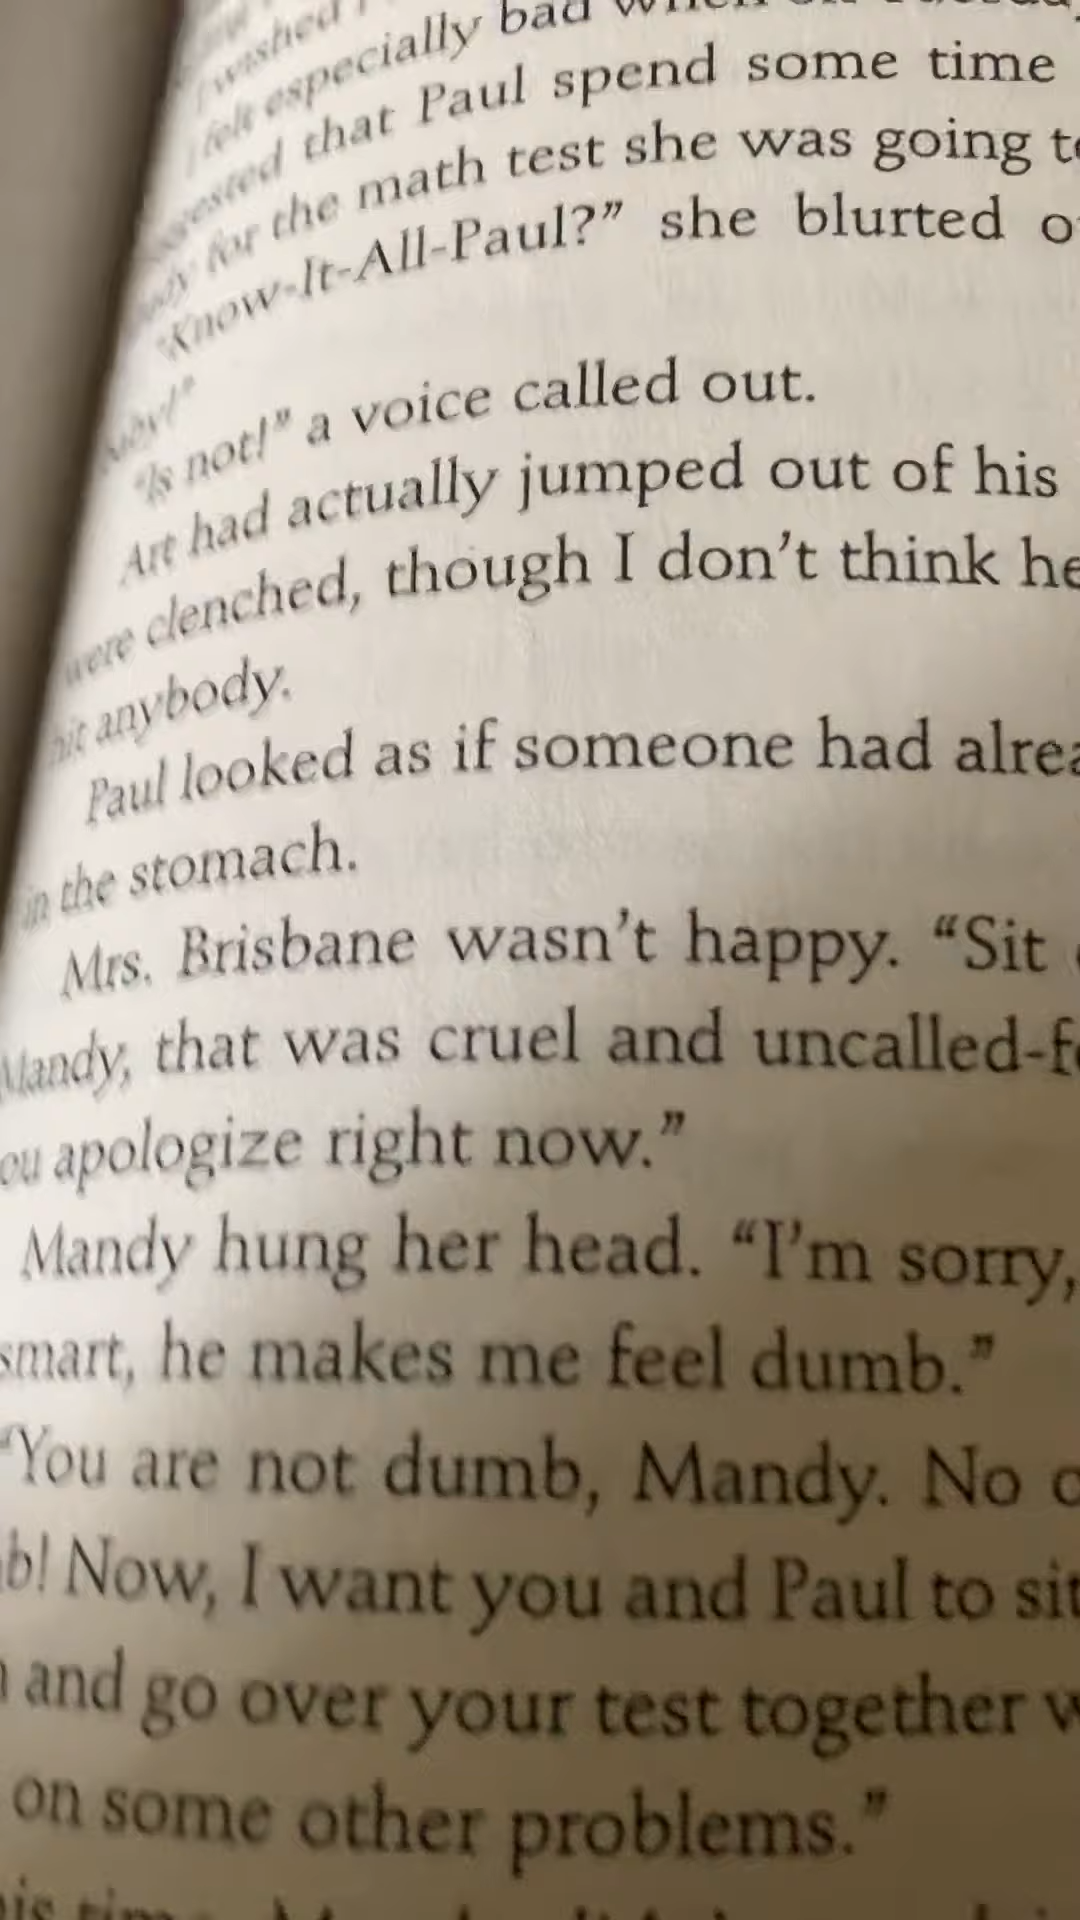 I wished
felt especially bad when on
that Paul spend some time
for the math test she was going
"Know-It-All-Paul?" she blurted
"Is not!" a voice called out.
Art had actually jumped out of his
were clenched, though I don't think he
hit anybody.
Paul looked as if someone had
in the stomach.
Mrs. Brisbane wasn't happy. "Sit
Mandy, that was cruel and
apologize right now."
Mandy hung her head. "I'm sorry,
smart, he makes me feel dumb."
"You are not dumb, Mandy. No
Now, I want you and Paul to sit
and go over your test together
on some other problems."